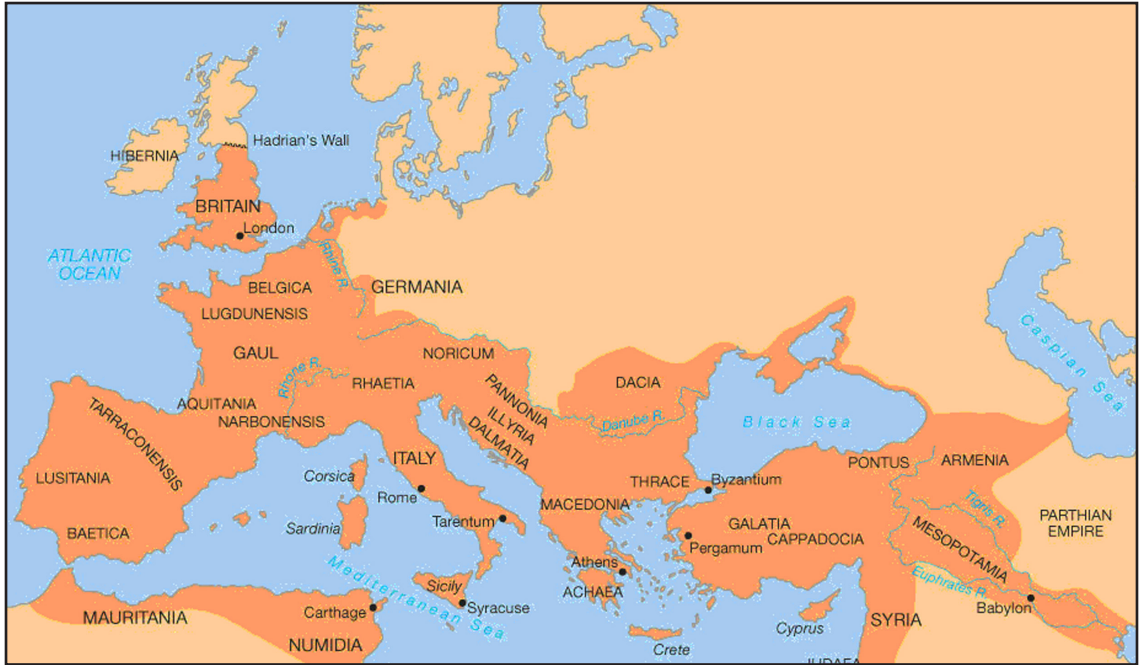 Hadrian's Wall
HIBERNIA
BRITAIN
London
ATLANTIC
OCEAN
Rhine R.
BELGICA
GERMANIA
LUGDUNENSIS
Caspian Sea
GAUL
NORICUM
Rhone R.
RHAETIA
DACIA
PANNONIA
AQUITANIA
TARRACONENSIS
NARBONENSIS
ILLYRIA
Danube R.
Black Sea
DALMATIA
ITALY
PONTUS
ARMENIA
LUSITANIA
Corsica
Rome
THRACE
Byzantium
MACEDONIA
Tigris R.
Sardinia
Tarentum
GALATIA
CAPPADOCIA
PARTHIAN
EMPIRE
BAETICA
Pergamum
MESOPOTAMIA
Athens
Mediterranean Sea
Sicily
ACHAEA
Euphrates R.
MAURITANIA
Carthage
Syracuse
Babylon
Cyprus
SYRIA
NUMIDIA
Crete
JUDAEA